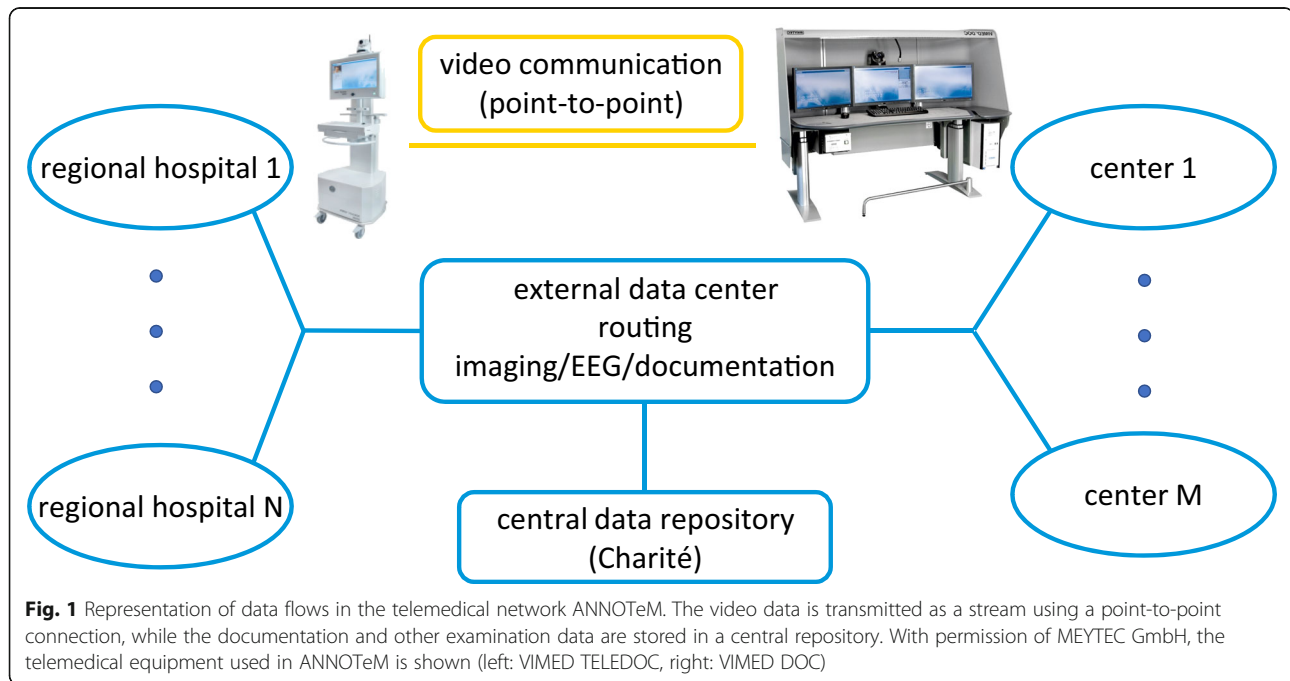 video communication
(point-to-point)
regional hospital 1
center 1
external data center
routing
imaging/EEG/documentation
regional hospital N
center M
central data repository
(Charité)
Fig. 1 Representation of data flows in the telemedical network ANNOTeM. The video data is transmitted as a stream using a point-to-point
connection, while the documentation and other examination data are stored in a central repository. With permission of MEYTEC GmbH, the
telemedical equipment used in ANNOTeM is shown (left: VIMED TELEDOC, right: VIMED DOC)